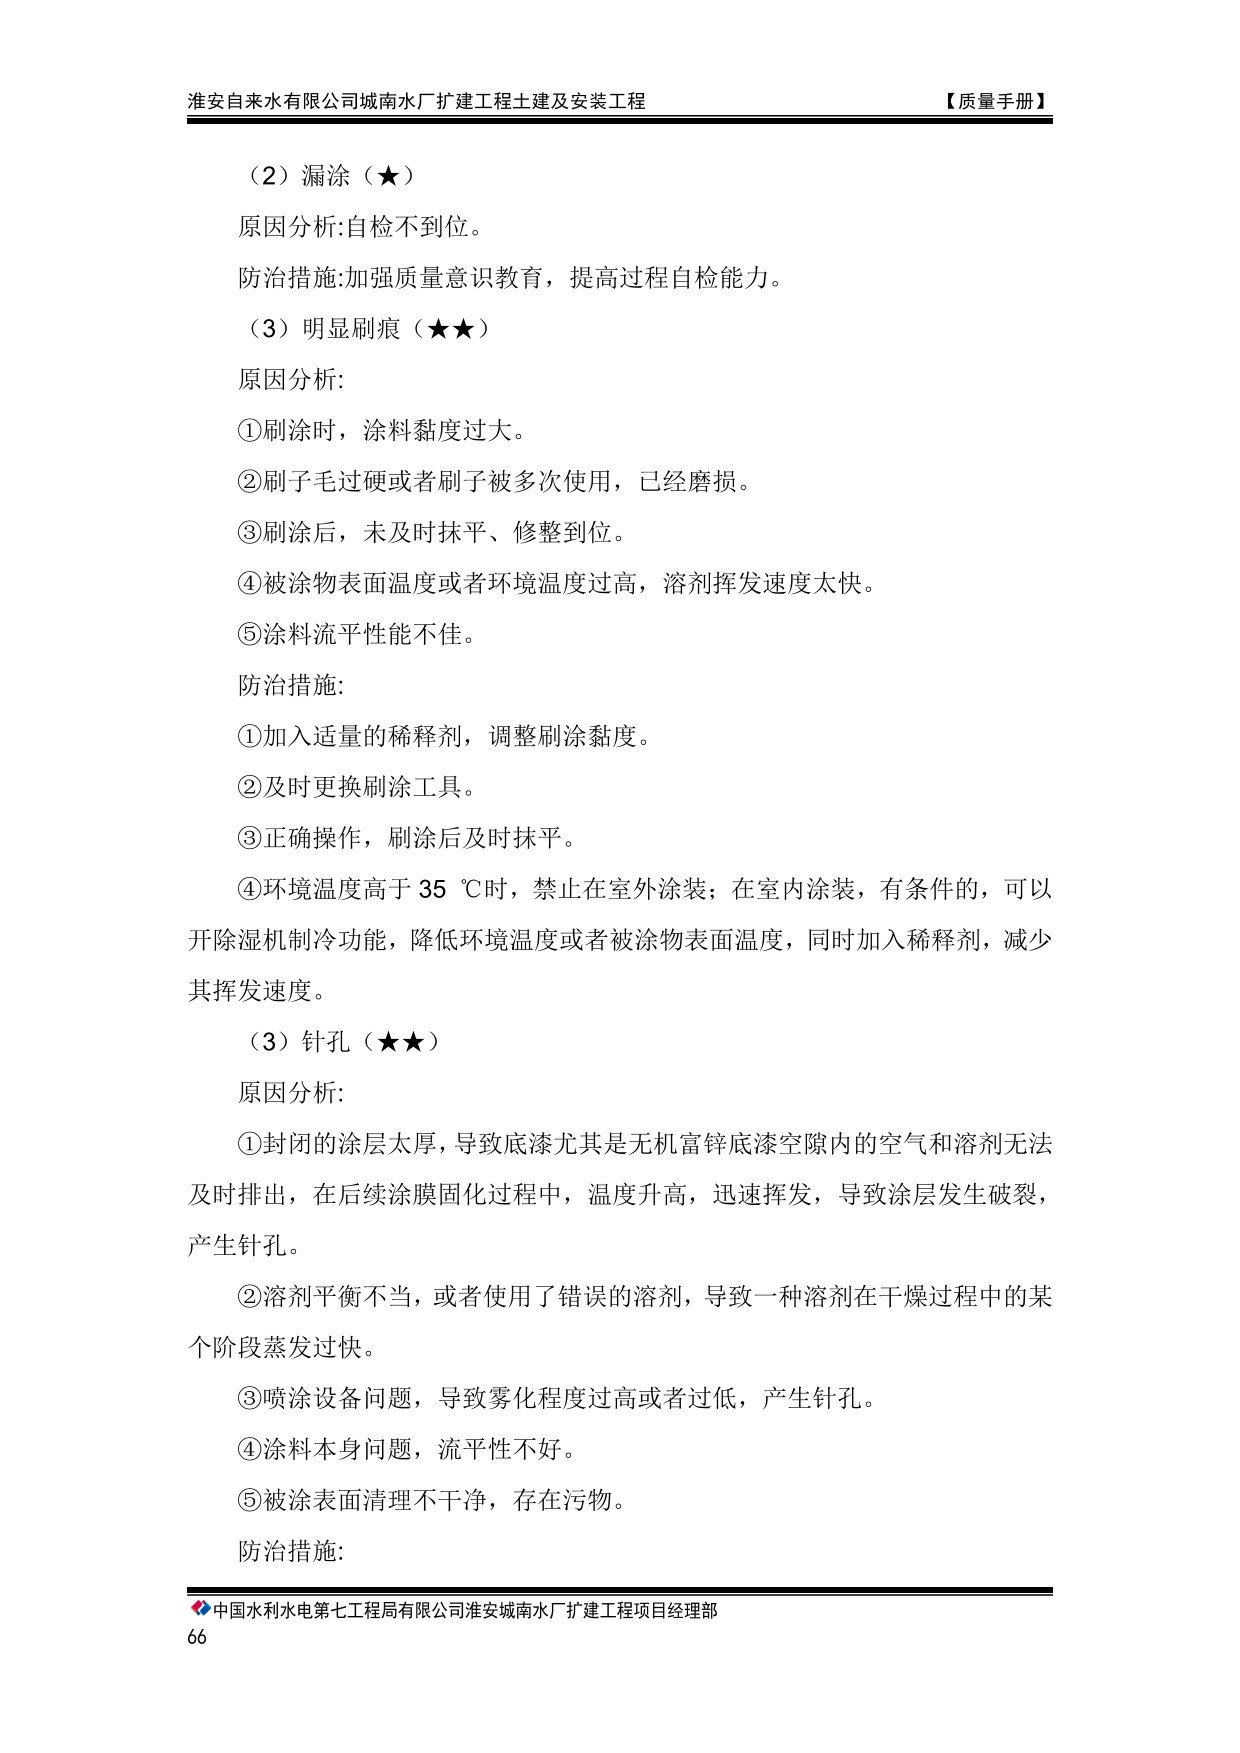 淮安自来水有限公司城南水厂扩建工程土建及安装工程 【质量手册】
（2）漏涂（★）
原因分析:自检不到位。
防治措施:加强质量意识教育，提高过程自检能力。
（3）明显刷痕（★★）
原因分析:
①刷涂时，涂料黏度过大。
②刷子毛过硬或者刷子被多次使用，已经磨损。
③刷涂后，未及时抹平、修整到位。
④被涂物表面温度或者环境温度过高，溶剂挥发速度太快。
⑤涂料流平性能不佳。
防治措施:
①加入适量的稀释剂，调整刷涂黏度。
②及时更换刷涂工具。
③正确操作，刷涂后及时抹平。
④环境温度高于 35 ℃时，禁止在室外涂装；在室内涂装，有条件的，可以
开除湿机制冷功能，降低环境温度或者被涂物表面温度，同时加入稀释剂，减少
其挥发速度。
（3）针孔（★★）
原因分析:
①封闭的涂层太厚，导致底漆尤其是无机富锌底漆空隙内的空气和溶剂无法
及时排出，在后续涂膜固化过程中，温度升高，迅速挥发，导致涂层发生破裂，
产生针孔。
②溶剂平衡不当，或者使用了错误的溶剂，导致一种溶剂在干燥过程中的某
个阶段蒸发过快。
③喷涂设备问题，导致雾化程度过高或者过低，产生针孔。
④涂料本身问题，流平性不好。
⑤被涂表面清理不干净，存在污物。
防治措施:
中国水利水电第七工程局有限公司淮安城南水厂扩建工程项目经理部
66